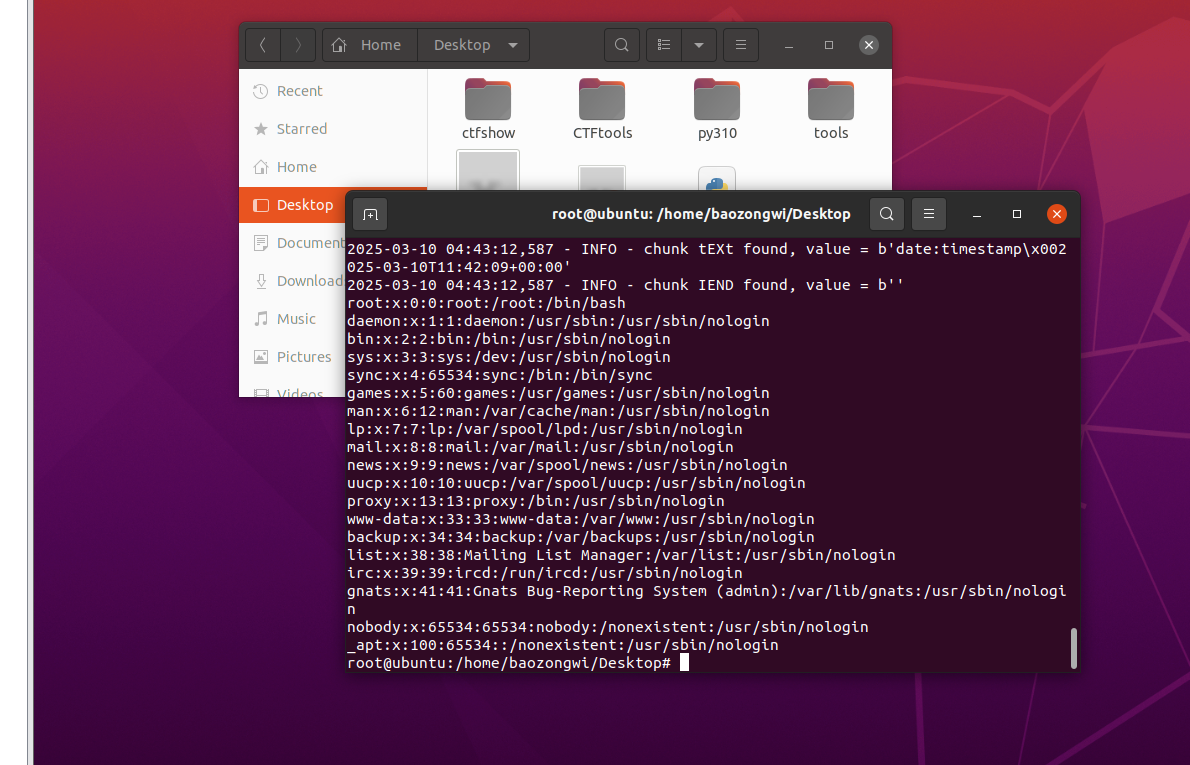 Home
Desktop
Recent
Starred
Home
Desktop
Document
Download
Music
Pictures
Videos
ctfshow
CTFtools
py310
tools
root@ubuntu: /home/baozongwi/Desktop
2025-03-10 04:43:12,587 - INFO - chunk tEXt found, value = b'date:timestamp\x002
025-03-10T11:42:09+00:00'
2025-03-10 04:43:12,587 - INFO - chunk IEND found, value = b''
root:x:0:0:root:/root:/bin/bash
daemon:x:1:1:daemon:/usr/sbin:/usr/sbin/nologin
bin:x:2:2:bin:/bin:/usr/sbin/nologin
sys:x:3:3:sys:/dev:/usr/sbin/nologin
sync:x:4:65534:sync:/bin:/bin/sync
games:x:5:60:games:/usr/games:/usr/sbin/nologin
man:x:6:12:man:/var/cache/man:/usr/sbin/nologin
lp:x:7:7:lp:/var/spool/lpd:/usr/sbin/nologin
mail:x:8:8:mail:/var/mail:/usr/sbin/nologin
news:x:9:9:news:/var/spool/news:/usr/sbin/nologin
uucp:x:10:10:uucp:/var/spool/uucp:/usr/sbin/nologin
proxy:x:13:13:proxy:/bin:/usr/sbin/nologin
www-data:x:33:33:www-data:/var/www:/usr/sbin/nologin
backup:x:34:34:backup:/var/backups:/usr/sbin/nologin
list:x:38:38:Mailing List Manager:/var/list:/usr/sbin/nologin
irc:x:39:39:ircd:/run/ircd:/usr/sbin/nologin
gnats:x:41:41:Gnats Bug-Reporting System (admin):/var/lib/gnats:/usr/sbin/nologi
n
nobody:x:65534:65534:nobody:/nonexistent:/usr/sbin/nologin
_apt:x:100:65534::/nonexistent:/usr/sbin/nologin
root@ubuntu:/home/baozongwi/Desktop#